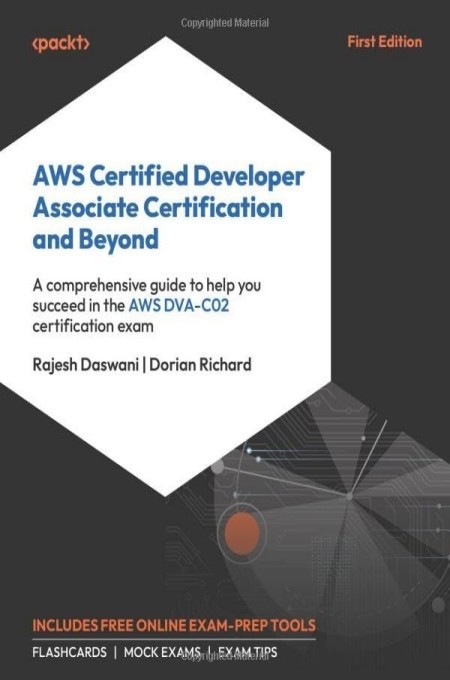 Copyrighted Material
<packt>
First Edition
AWS Certified Developer
Associate Certification
and Beyond
A comprehensive guide to help you
succeed in the AWS DVA-C02
certification exam
Rajesh Daswani | Dorian Richard
INCLUDES FREE ONLINE EXAM-PREP TOOLS
FLASHCARDS | MOCK EXAMS | EXAM TIPS
Copyrighted Material